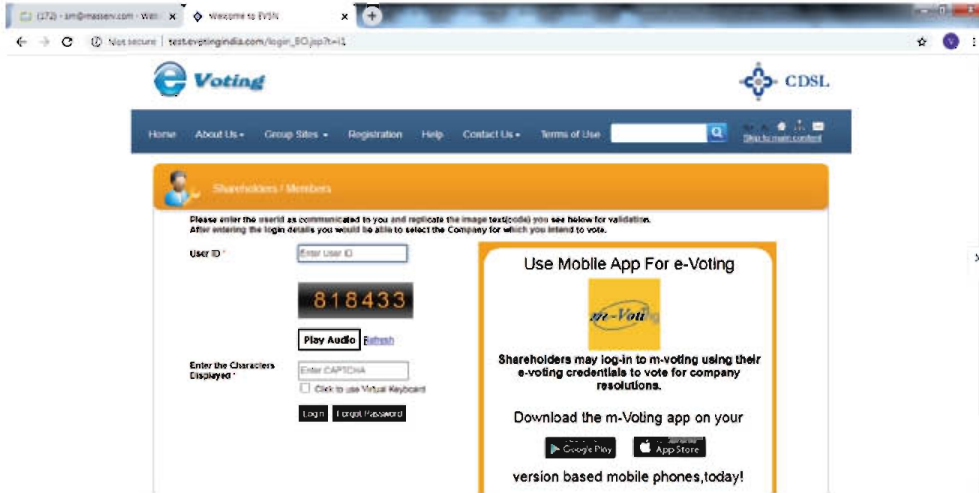 (172) - sm@masserv.com - Web
Welcome to EVSN
Not secure | test.evotingindia.com/login_BO.jsp?t=i1
e Voting
CDSL
Home About Us Group Sites Registration Help Contact Us Terms of Use
Skip to main content
Shareholders / Members
Please enter the userid as communicated to you and replicate the image text(code) you see below for validation.
After entering the login details you would be able to select the Company for which you intend to vote.
User ID *
Enter User ID
818433
Play Audio Refresh
Enter the Characters
Displayed *
Enter CAPTCHA
Click to use Virtual Keyboard
Login Forgot Password
Use Mobile App For e-Voting
m-Voting
Shareholders may log-in to m-voting using their
e-voting credentials to vote for company
resolutions.
Download the m-Voting app on your
Google Play App Store
version based mobile phones,today!